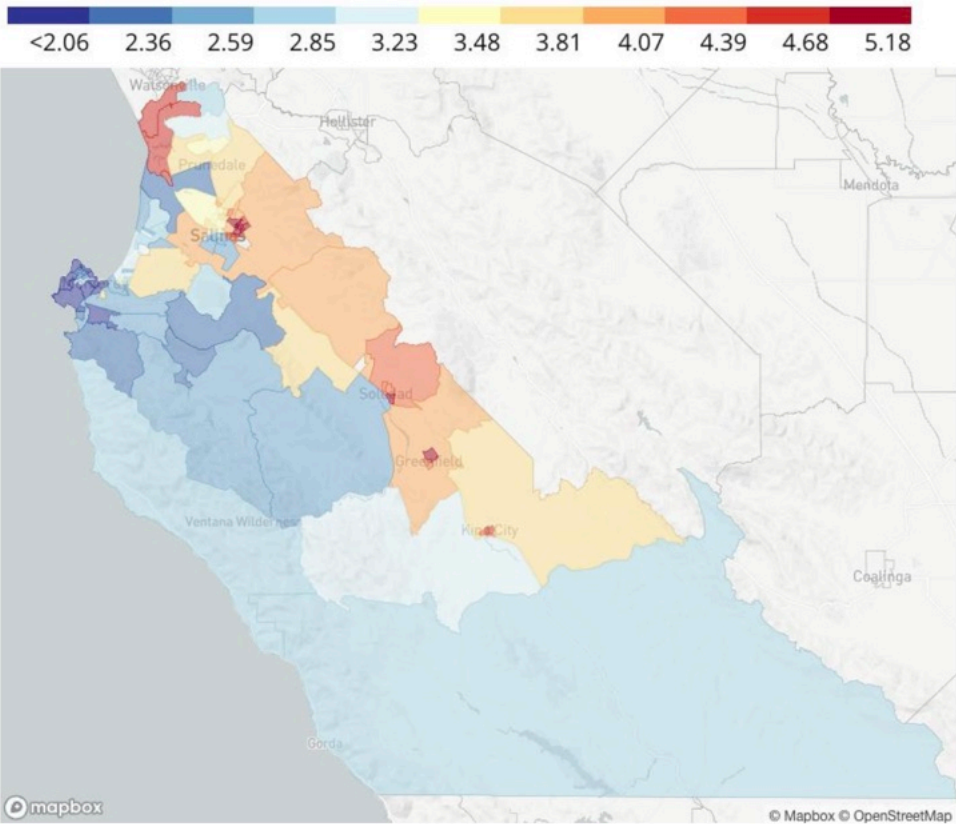 <2.06 2.36 2.59 2.85 3.23 3.48 3.81 4.07 4.39 4.68 5.18
Watsonville
Hollister
Prunedale
Mendota
Salinas
Soledad
Greenfield
Ventana Wilderness
King City
Coalinga
Gorda
mapbox
© Mapbox © OpenStreetMap